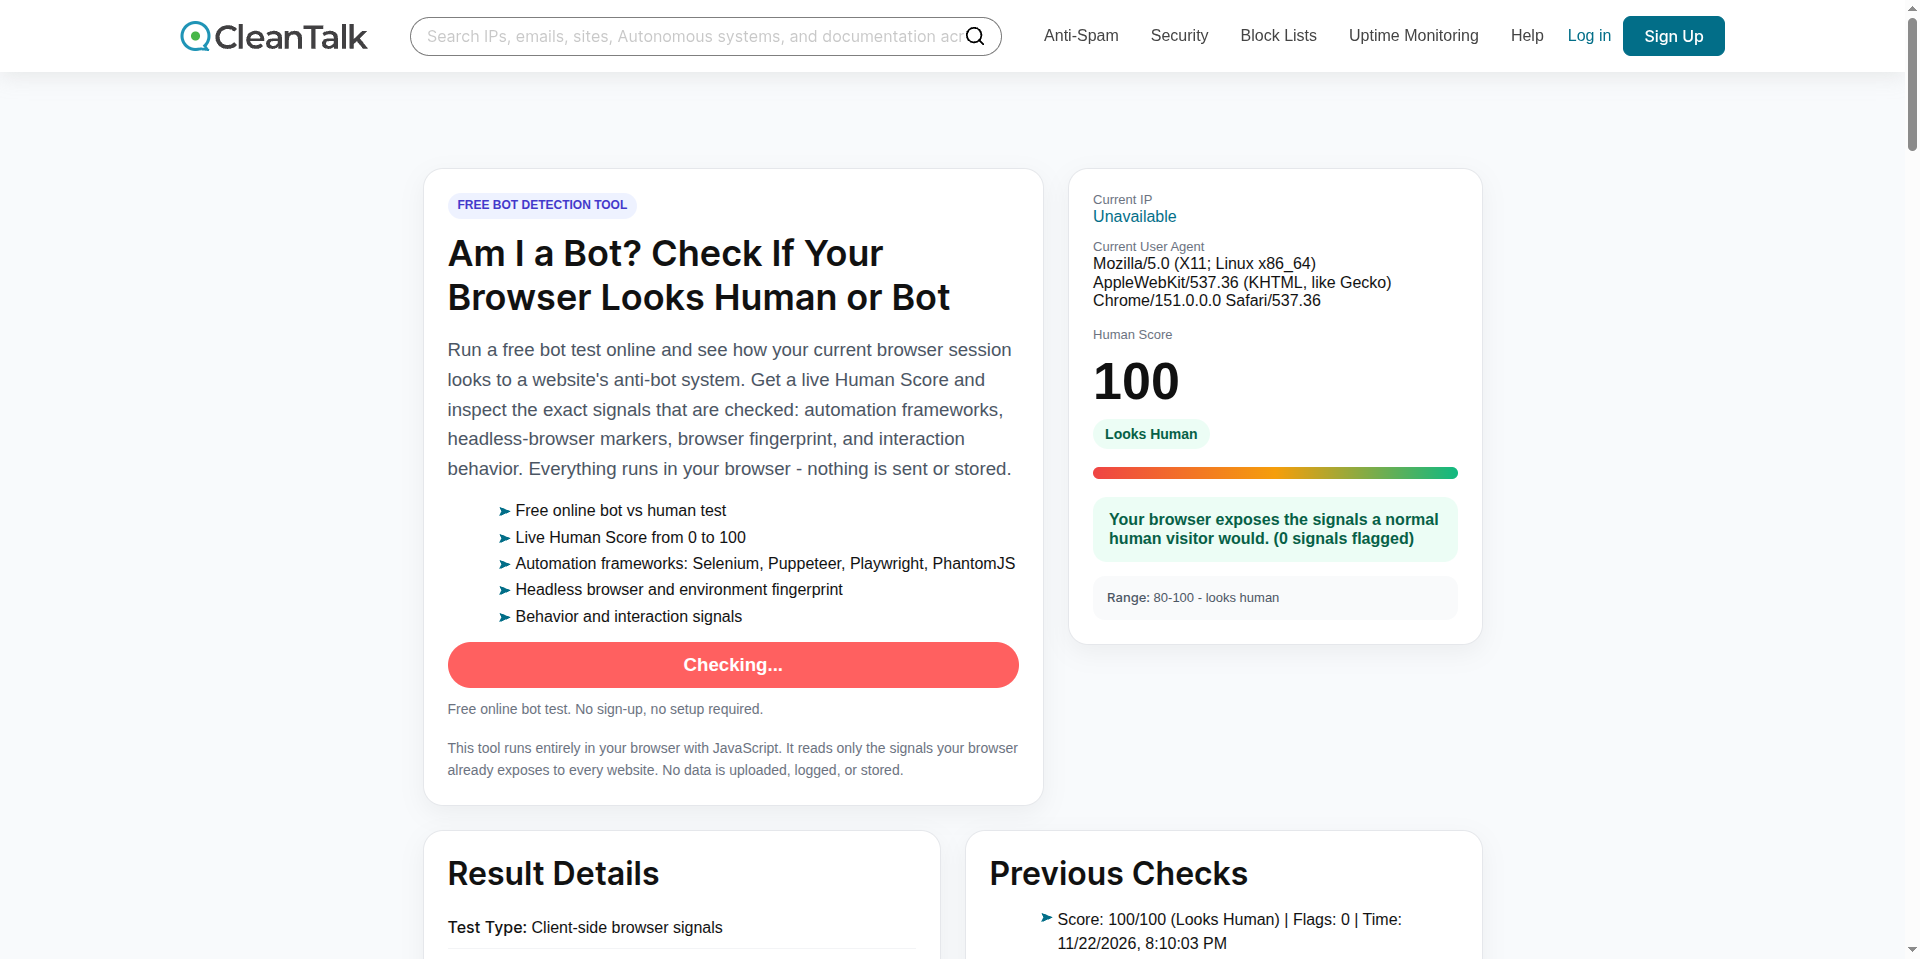 CleanTalk
Search IPs, emails, sites, Autonomous systems, and documentation acr
Anti-Spam
Security
Block Lists
Uptime Monitoring
Help
Log in
Sign Up
FREE BOT DETECTION TOOL
Am I a Bot? Check If Your
Browser Looks Human or Bot
Run a free bot test online and see how your current browser session
looks to a website's anti-bot system. Get a live Human Score and
inspect the exact signals that are checked: automation frameworks,
headless-browser markers, browser fingerprint, and interaction
behavior. Everything runs in your browser - nothing is sent or stored.
Free online bot vs human test
Live Human Score from 0 to 100
Automation frameworks: Selenium, Puppeteer, Playwright, PhantomJS
Headless browser and environment fingerprint
Behavior and interaction signals
Checking...
Free online bot test. No sign-up, no setup required.
This tool runs entirely in your browser with JavaScript. It reads only the signals your browser
already exposes to every website. No data is uploaded, logged, or stored.
Current IP
Unavailable
Current User Agent
Mozilla/5.0 (X11; Linux x86_64)
AppleWebKit/537.36 (KHTML, like Gecko)
Chrome/151.0.0.0 Safari/537.36
Human Score
100
Looks Human
Your browser exposes the signals a normal
human visitor would. (0 signals flagged)
Range: 80-100 - looks human
Result Details
Test Type: Client-side browser signals
Previous Checks
Score: 100/100 (Looks Human) | Flags: 0 | Time:
11/22/2026, 8:10:03 PM